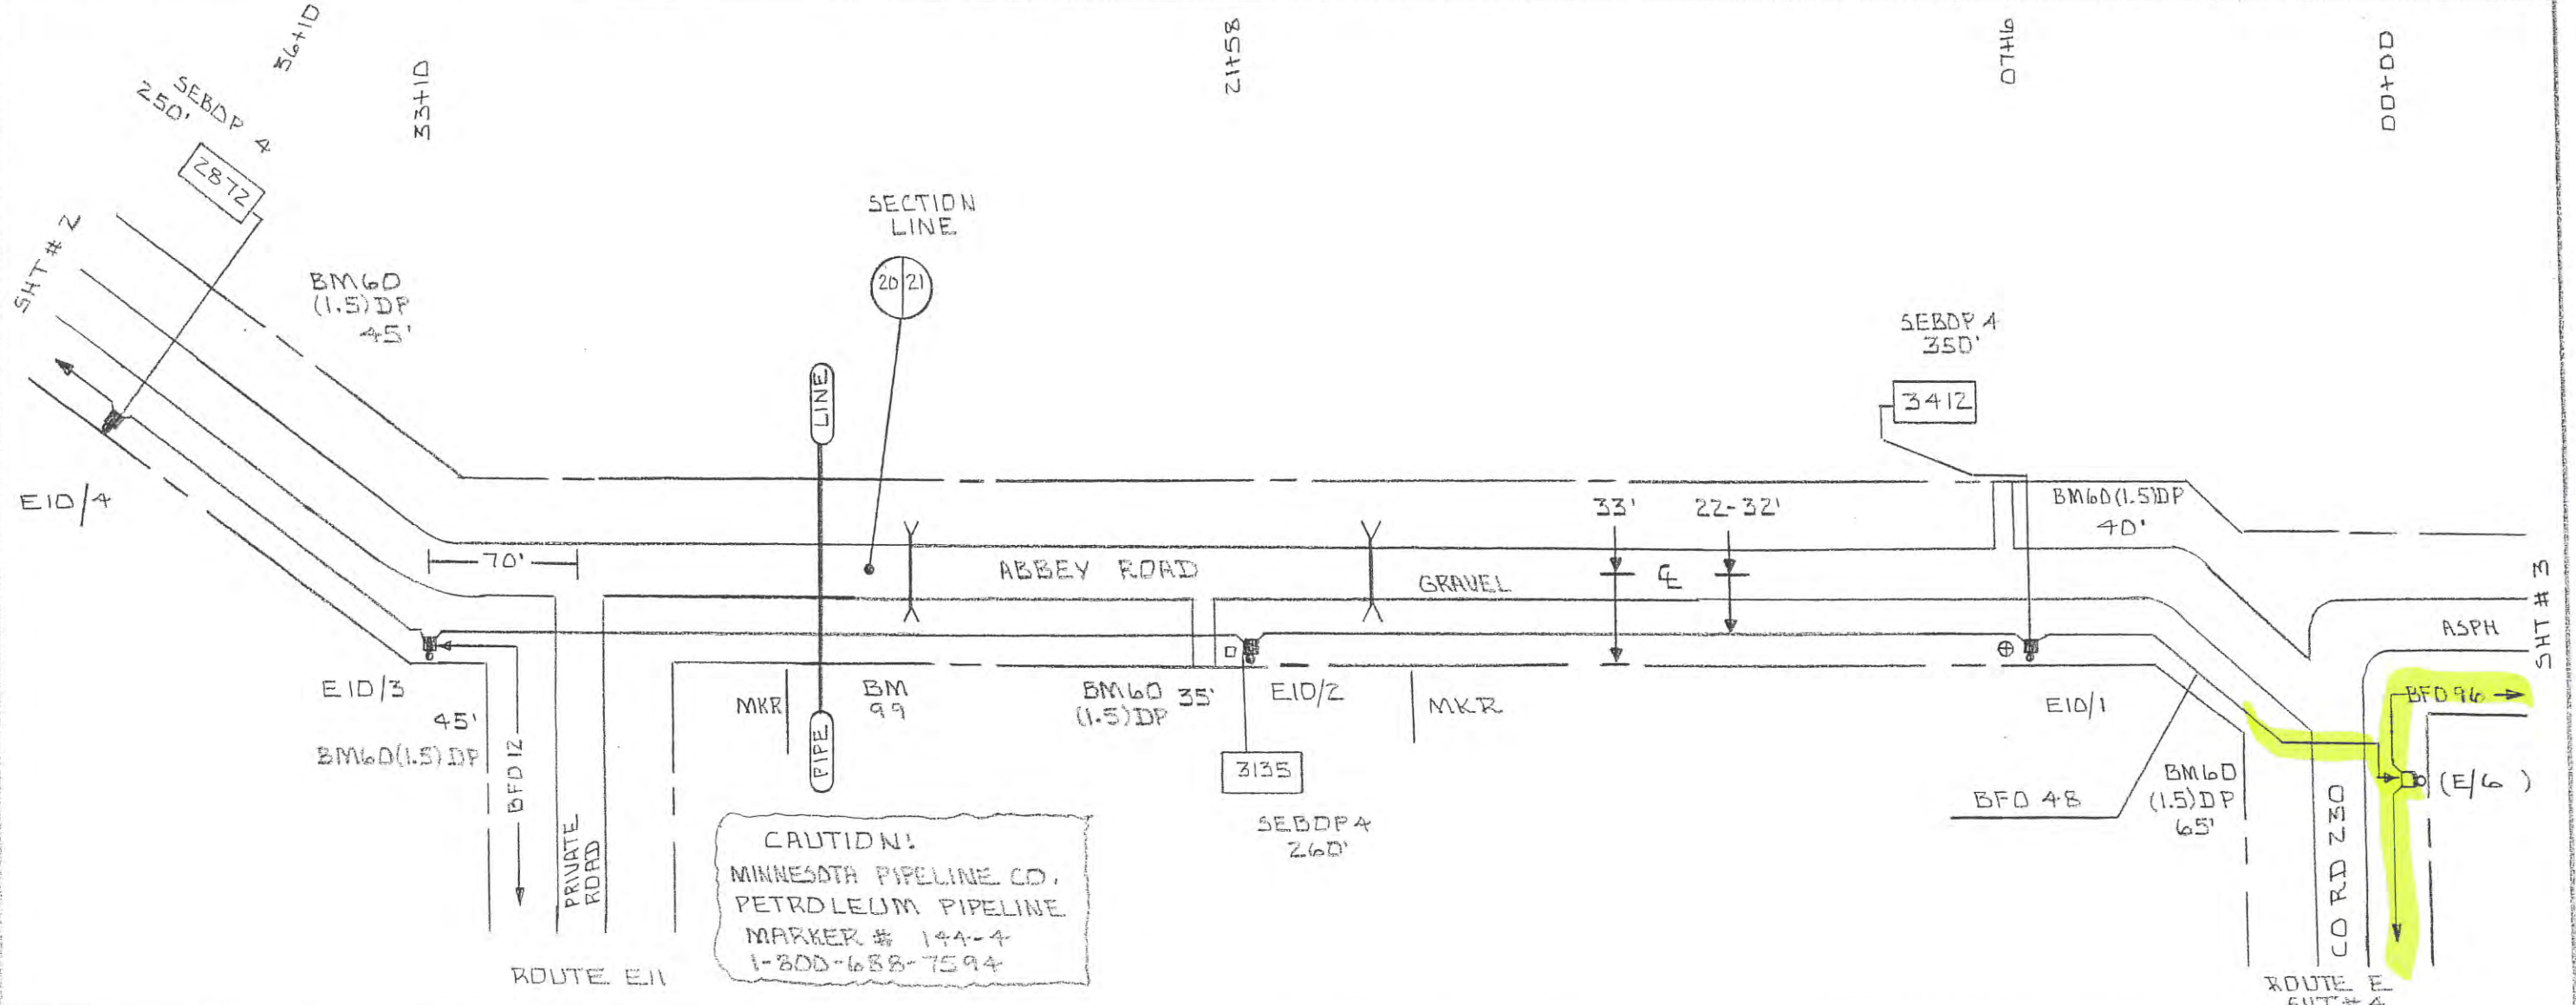 56+10
33+10
21+58
07+16
00+00
SEBDP 4
250'
2872
SHT # 2
BM60
(1.5)DP
45'
SECTION
LINE
20 21
LINE
SEBDP 4
350'
3412
E10/4
33'
22-32'
BM60(1.5)DP
40'
70'
ABBEY ROAD
GRAVEL
CL
ASPH
SHT # 3
E10/3
45'
BM60(1.5)DP
BFD 12
PRIVATE
ROAD
ROUTE E11
MKR
BM
99
PIPE
BM60
(1.5)DP
35'
E10/2
MKR
3135
SEBDP4
260'
E10/1
BFD 48
BM60
(1.5)DP
65'
BFD 96
(E/6 )
CO RD 230
ROUTE E
SHT # 4
CAUTION!
MINNESOTA PIPELINE CO.
PETROLEUM PIPELINE
MARKER # 144-4
1-800-688-7594